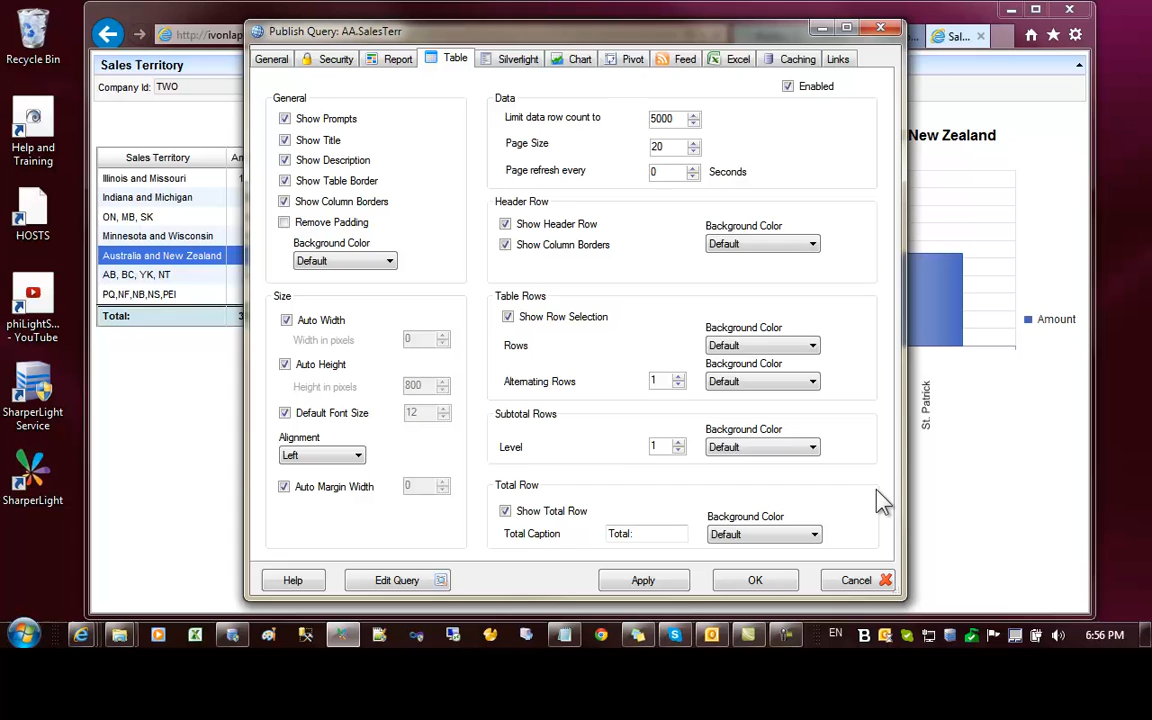 Recycle Bin
Help and
Training
HOSTS
phiLightS...
- YouTube
SharperLight
Service
SharperLight
http://ivonlap
Sal...
Sales Territory
Company Id: TWO
Sales Territory
Illinois and Missouri
Indiana and Michigan
ON, MB, SK
Minnesota and Wisconsin
Australia and New Zealand
AB, BC, YK, NT
PQ,NF,NB,NS,PEI
Total:
New Zealand
Amount
St. Patrick
Publish Query: AA.SalesTerr
General Security Report Table Silverlight Chart Pivot Feed Excel Caching Links
Enabled
General
Show Prompts
Show Title
Show Description
Show Table Border
Show Column Borders
Remove Padding
Background Color
Default
Size
Auto Width
Width in pixels 0
Auto Height
Height in pixels 800
Default Font Size 12
Alignment
Left
Auto Margin Width 0
Data
Limit data row count to 5000
Page Size 20
Page refresh every 0 Seconds
Header Row
Show Header Row
Show Column Borders
Background Color
Default
Table Rows
Show Row Selection
Background Color
Rows Default
Background Color
Alternating Rows 1 Default
Subtotal Rows
Background Color
Level 1 Default
Total Row
Show Total Row
Background Color
Total Caption Total: Default
Help Edit Query Apply OK Cancel
EN 6:56 PM